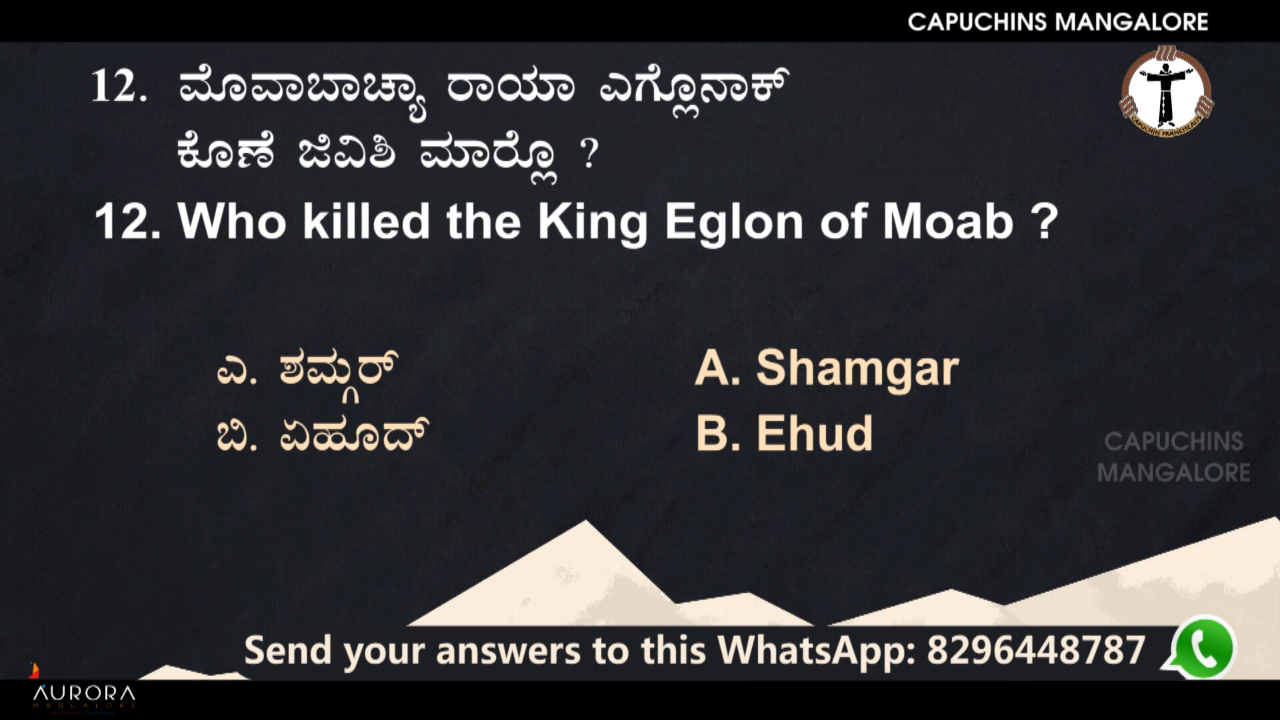 CAPUCHINS MANGALORE
12. ಮೊವಾಬಾಚ್ಯಾ ರಾಯಾ ಎಗ್ಲೊನಾಕ್
ಕೊಣೆ ಜಿವಿಶಿ ಮಾರ್‍ಲ್ಲೊ ?
12. Who killed the King Eglon of Moab ?
ಎ. ಶಮ್ಗರ್
ಬಿ. ಏಹೂದ್
A. Shamgar
B. Ehud
CAPUCHINS
MANGALORE
Send your answers to this WhatsApp: 8296448787
AURORA
MANGALORE